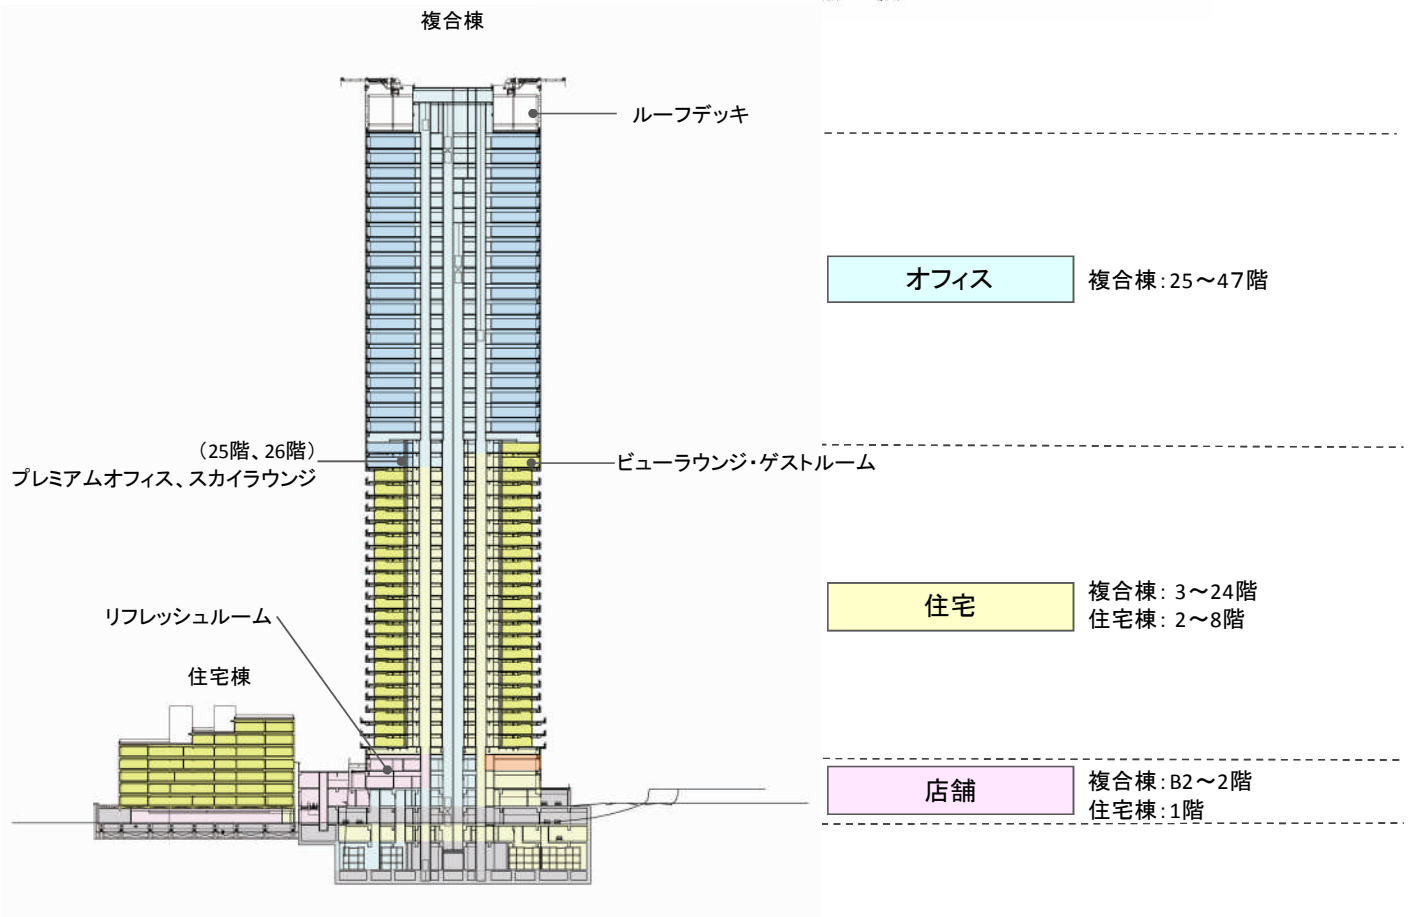 複合棟
ルーフデッキ
オフィス
複合棟:25～47階
（25階、26階）
プレミアムオフィス、スカイラウンジ
ビューラウンジ・ゲストルーム
住宅
複合棟: 3～24階
住宅棟: 2～8階
リフレッシュルーム
住宅棟
店舗
複合棟:B2～2階
住宅棟:1階